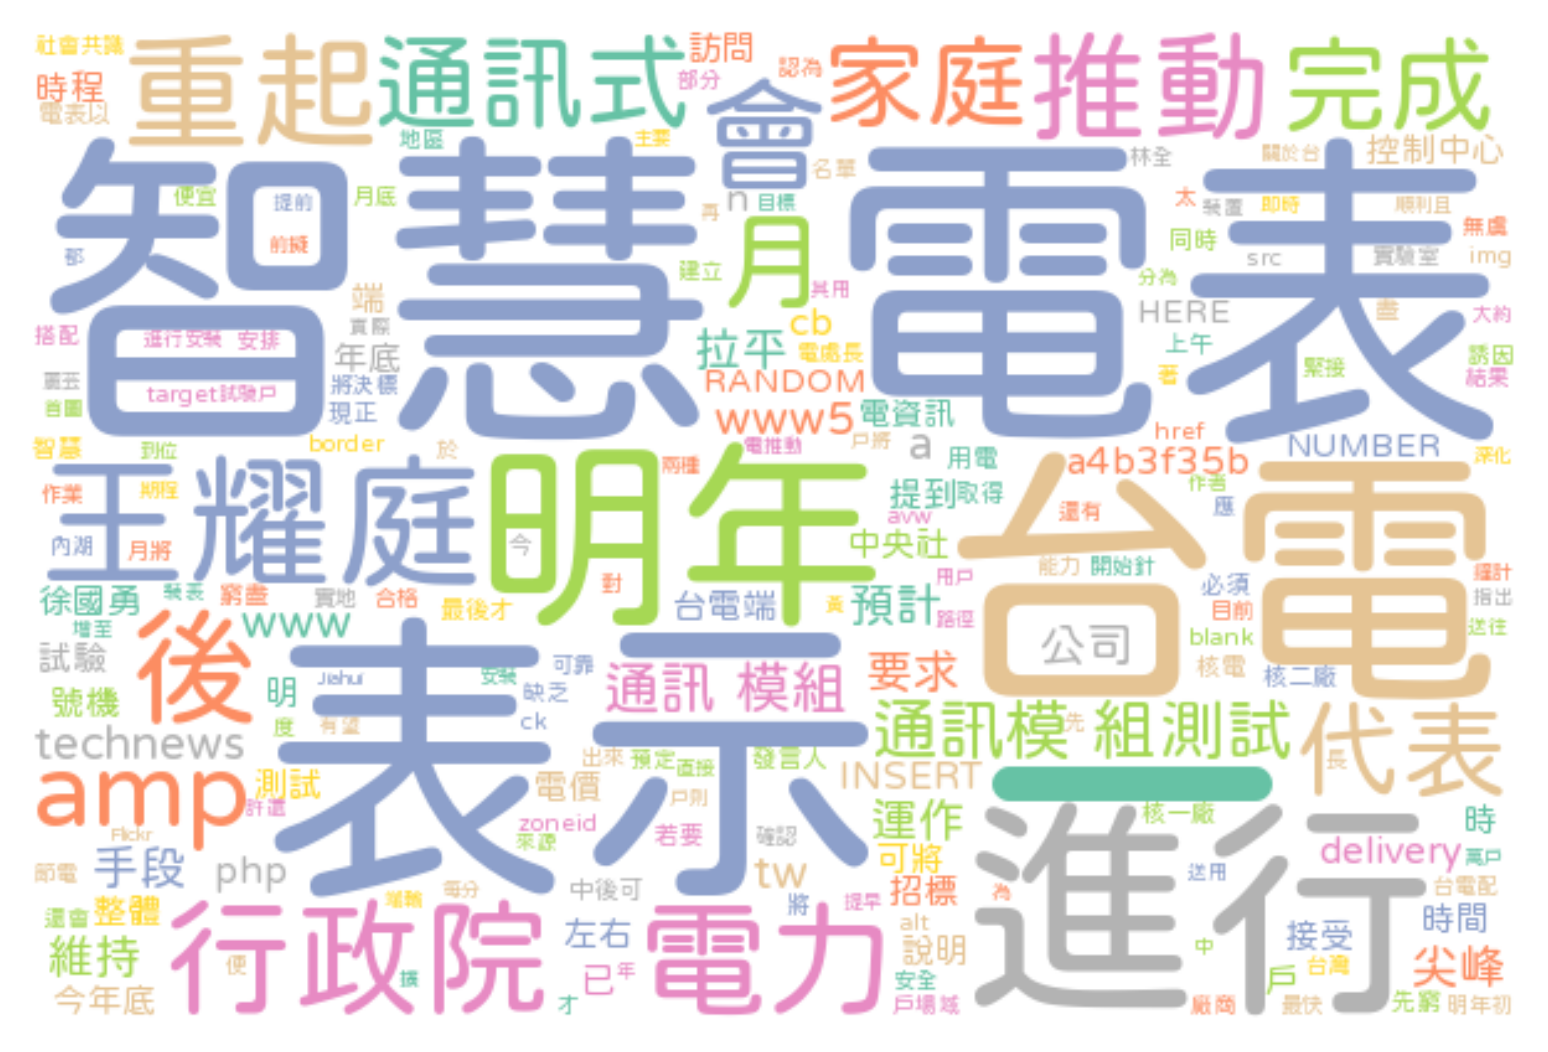 社會共識
重起
通訊式
訪問
家庭
推動
完成
時程
部分
認為
電表以
會
地區
主要
名單
林全
關於台
控制中心
智慧
電表
便宜
提前
月底
n
目標
太
裝置
即時
順利且
無虞
再
月
前擬
同時
建立
src
實驗室
img
端
其用
分為
盡
搭配
進行安裝
安排
實際
cb
HERE
大約
年底
拉平
電處長
上午
誘因
緊接
著
結果
target
試驗戶
將決標
RANDOM
首圖
現正
www5
電資訊
智慧
到位
border
於
電推動
戶將
a
href
NUMBER
王耀庭
明年
兩種
用電
a4b3f35b
深化
作業
期程
提到
取得
作者
avw
還有
應
台電
內湖
月將
今
中央社
能力
開始針
對
用戶
必須
指出
徐國勇
裝表
窮盡
實地
合格
最後才
台電端
黃
預計
路徑
目前
增至
www
blank
送往
後
表示
公司
試驗
可靠
通訊 模組
要求
核電
核二廠
Jiahui
安裝
號機
明
缺乏
度
有望
ck
通訊模
先
組測試
代表
長
technews
出來
預定
直接
發言人
INSERT
一
amp
測試
電價
戶則
許選
進行
zoneid
運作
核一廠
時
Flickr
來源
若要
確認
delivery
萬戶
節電
手段
php
tw
可將
送用
中後可
招標
為
台電配
每分
還會
整體
行政院
左右
電力
將
提早
alt
時間
維持
說明
中
接受
便
已
年
台灣
尖峰
安全
戶
今年底
才
戶場域
廠商
最快
先窮
明年初